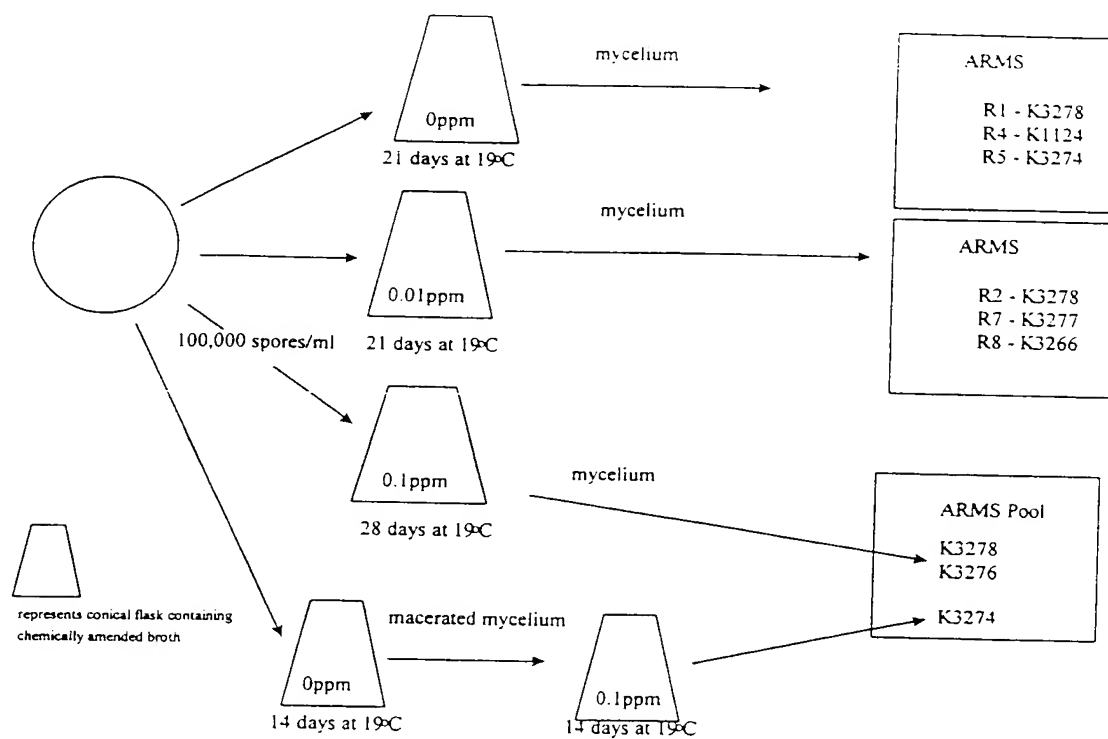 mycelium
0ppm
21 days at 19°C
ARMS
R1 - K3278
R4 - K1124
R5 - K3274
mycelium
0.01ppm
21 days at 19°C
ARMS
R2 - K3278
R7 - K3277
R8 - K3266
100,000 spores/ml
0.1ppm
28 days at 19°C
mycelium
ARMS Pool
K3278
K3276
K3274
represents conical flask containing
chemically amended broth
0ppm
14 days at 19°C
macerated mycelium
0.1ppm
14 days at 19°C